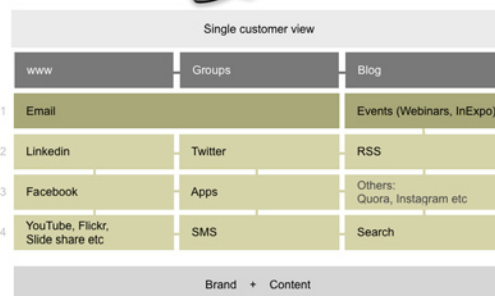 Single customer view
www Groups Blog
1 Email Events (Webinars, InExpo)
2 Linkedin Twitter RSS
3 Facebook Apps Others:
Quora, Instagram etc
4 YouTube, Flickr,
Slide share etc
SMS Search
Brand + Content